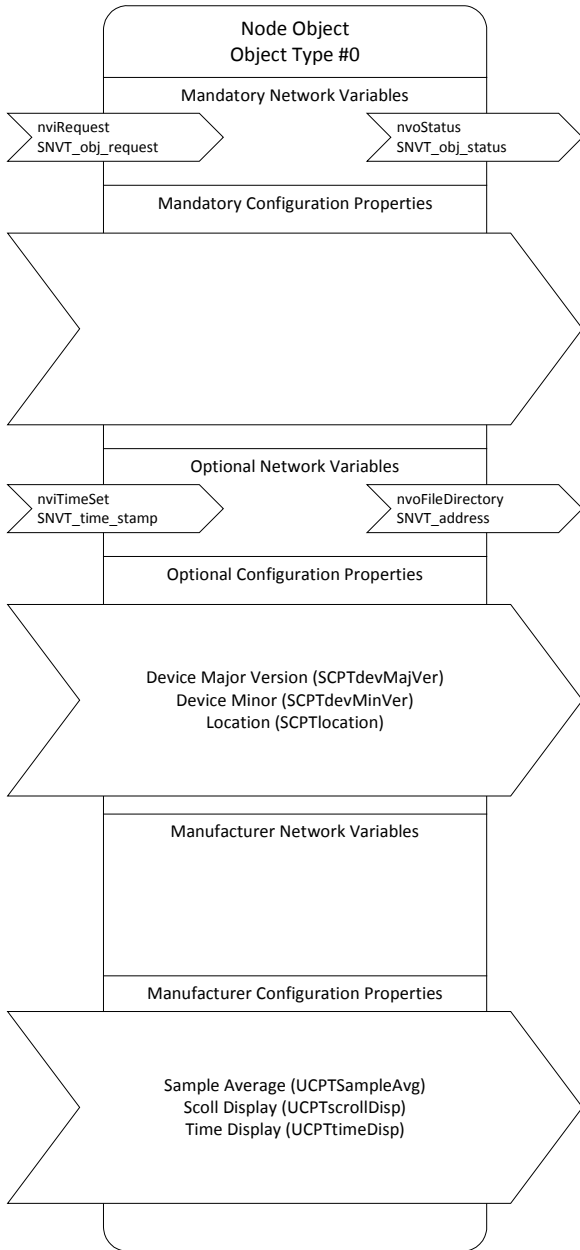 Node Object
Object Type #0
Mandatory Network Variables
nviRequest
SNVT_obj_request
nvoStatus
SNVT_obj_status
Mandatory Configuration Properties
Optional Network Variables
nviTimeSet
SNVT_time_stamp
nvoFileDirectory
SNVT_address
Optional Configuration Properties
Device Major Version (SCPTdevMajVer)
Device Minor (SCPTdevMinVer)
Location (SCPTlocation)
Manufacturer Network Variables
Manufacturer Configuration Properties
Sample Average (UCPTSampleAvg)
Scoll Display (UCPTscrollDisp)
Time Display (UCPTtimeDisp)